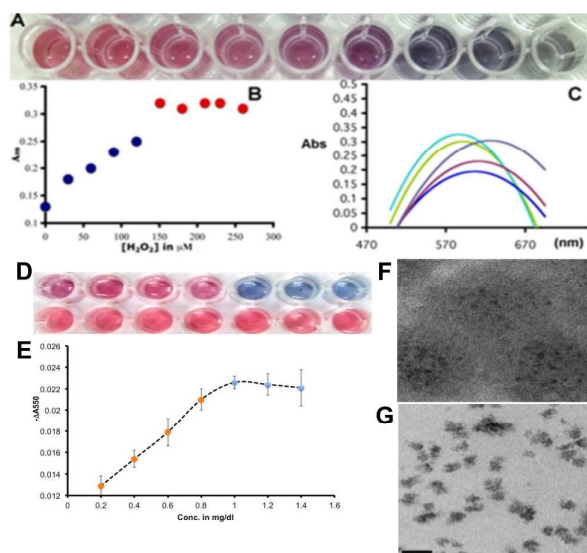 A
B
0.35
0.3
0.25
0.2
0.15
0.1
Abs
0 50 100 150 200 250 300
[H₂O₂] in µM
C
0.5
0.45
0.4
0.35
0.3
0.25
0.2
0.15
0.1
0.05
0
Abs
470 570 670 (nm)
D
E
0.026
0.024
0.022
0.02
0.018
0.016
0.014
0.012
-ΔA550
0 0.2 0.4 0.6 0.8 1 1.2 1.4 1.6
Conc. in mg/dl
F
G